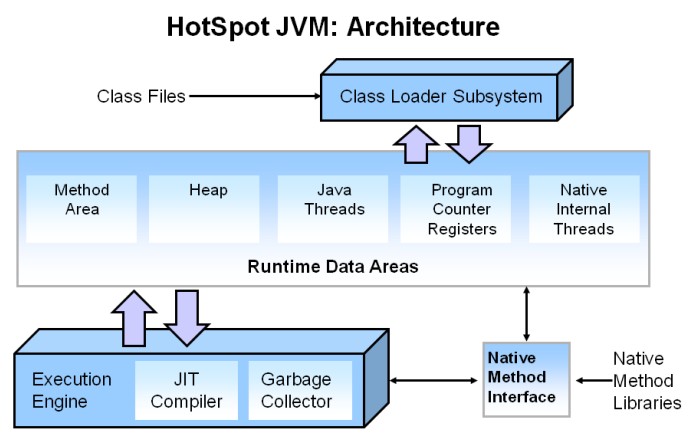 HotSpot JVM: Architecture
Class Files
Class Loader Subsystem
Method
Area
Heap
Java
Threads
Program
Counter
Registers
Native
Internal
Threads
Runtime Data Areas
Execution
Engine
JIT
Compiler
Garbage
Collector
Native
Method
Interface
Native
Method
Libraries